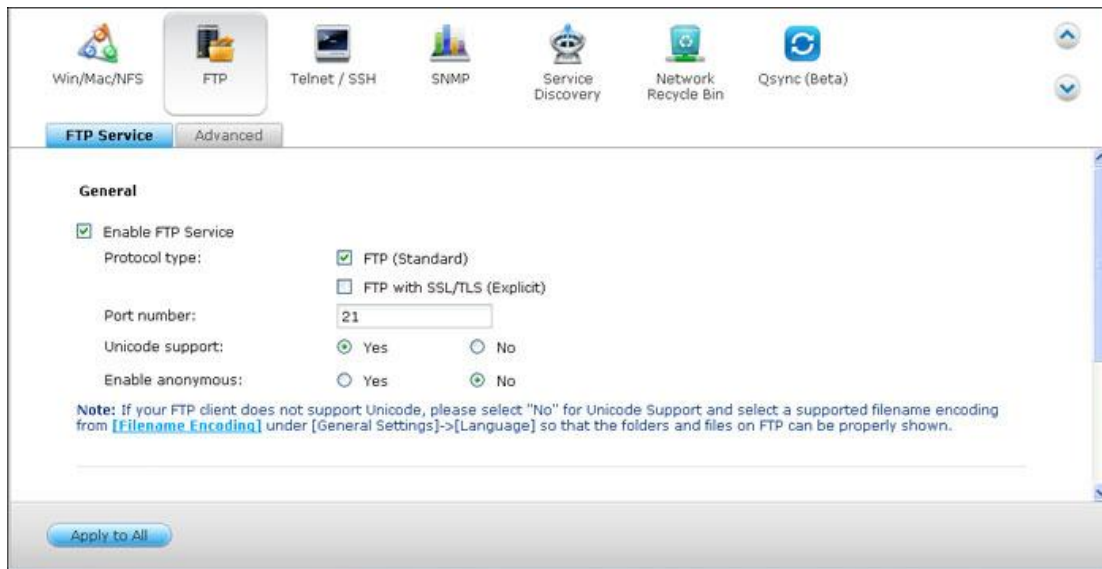 Win/Mac/NFS
FTP
Telnet / SSH
SNMP
Service
Discovery
Network
Recycle Bin
Qsync (Beta)
FTP Service
Advanced
General
Enable FTP Service
Protocol type:
FTP (Standard)
FTP with SSL/TLS (Explicit)
Port number:
21
Unicode support:
Yes
No
Enable anonymous:
Yes
No
Note: If your FTP client does not support Unicode, please select "No" for Unicode Support and select a supported filename encoding
from [Filename Encoding] under [General Settings]->[Language] so that the folders and files on FTP can be properly shown.
Apply to All